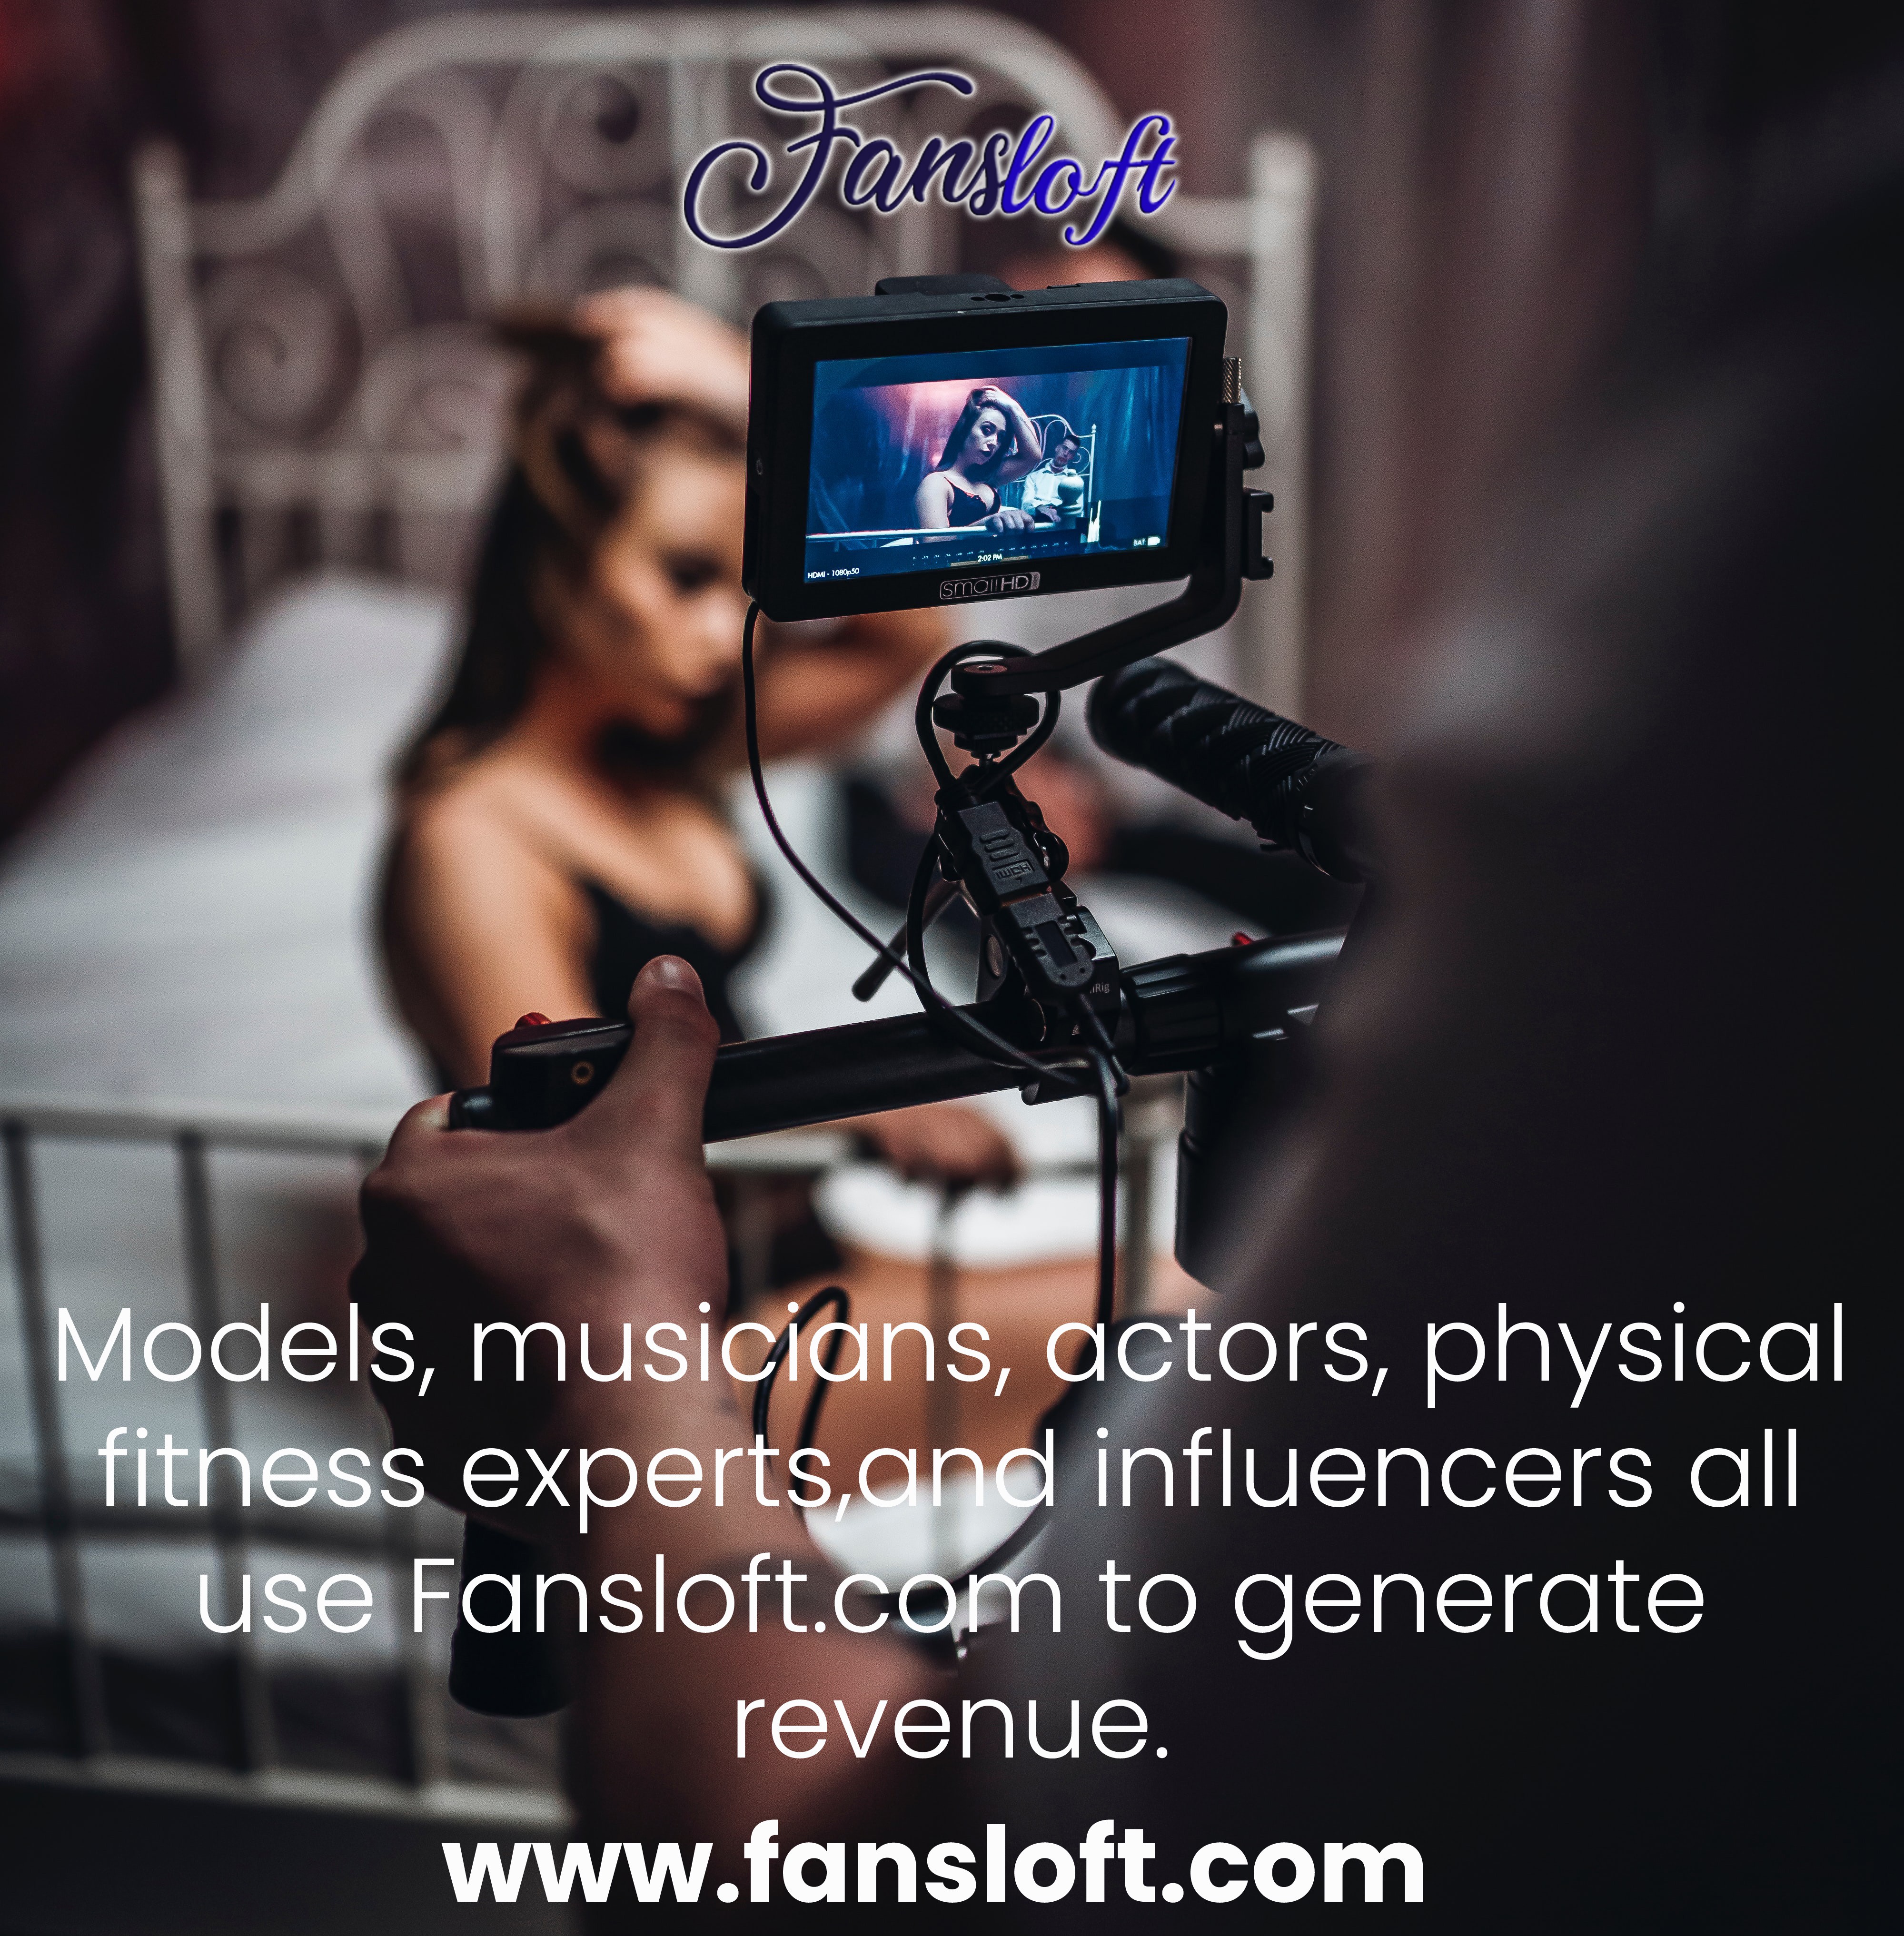 Fansloft
2:02 PM
BAT
HDMI - 1080p50
smallHD
HDMI
Models, musicians, actors, physical
fitness experts,and influencers all
use Fansloft.com to generate
revenue.
www.fansloft.com